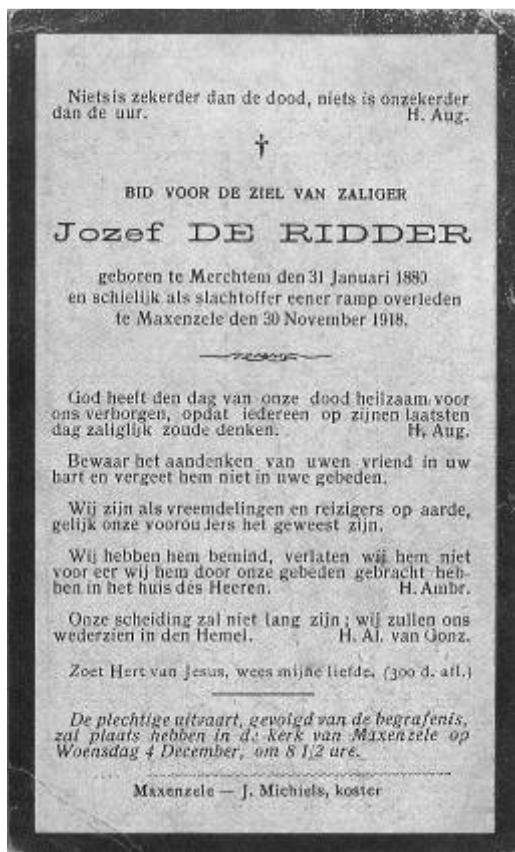 Niets is zekerder dan de dood, niets is onzekerder
dan de uur. H. Aug.
†
BID VOOR DE ZIEL VAN ZALIGER
Jozef DE RIDDER
geboren te Merchtem den 31 Januari 1880
en schielijk als slachtoffer eener ramp overleden
te Maxenzele den 30 November 1918.
God heeft den dag van onze dood heilzaam voor
ons verborgen, opdat iedereen op zijnen laatsten
dag zaliglijk zoude denken. H. Aug.
Bewaar het aandenken van uwen vriend in uw
hart en vergeet hem niet in uwe gebeden.
Wij zijn als vreemdelingen en reizigers op aarde,
gelijk onze voorouders het geweest zijn.
Wij hebben hem bemind, verlaten wij hem niet
voor eer wij hem door onze gebeden gebracht heb-
ben in het huis des Heeren. H. Ambr.
Onze scheiding zal niet lang zijn; wij zullen ons
wederzien in den Hemel. H. Al. van Gonz.
Zoet Hert van Jesus, wees mijne liefde. (300 d. afl.)
De plechtige uitvaart, gevolgd van de begrafenis,
zal plaats hebben in de kerk van Maxenzele op
Woensdag 4 December, om 8 1/2 ure.
Maxenzele — J. Michiels, koster